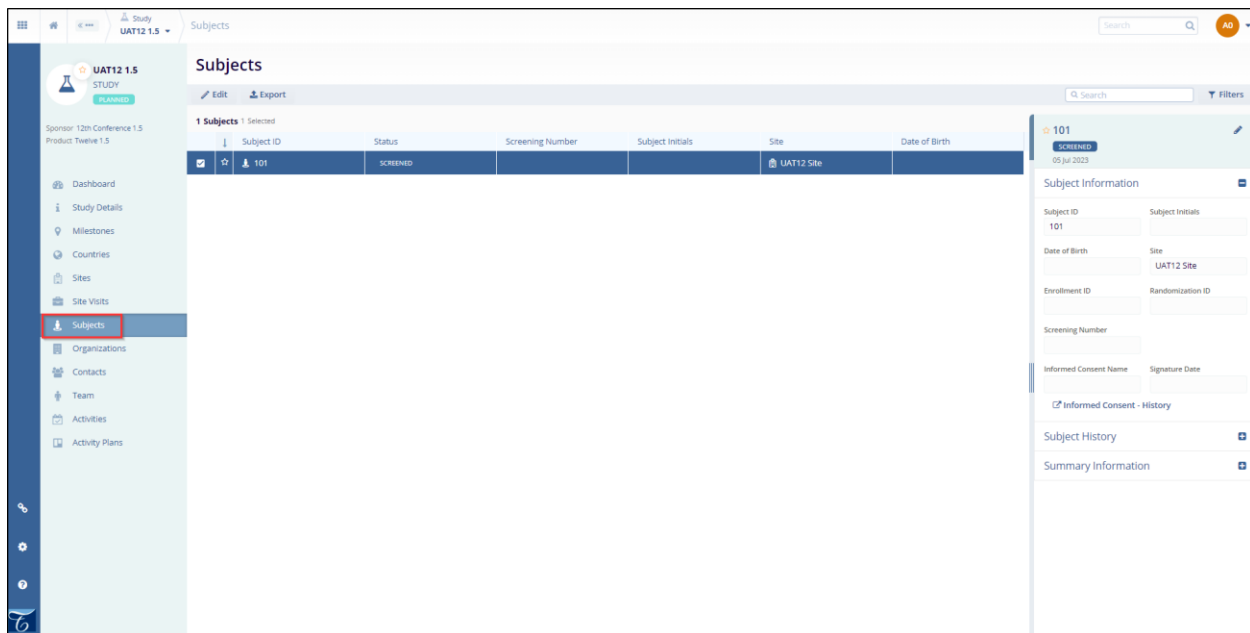 Study
UAT12 1.5
Subjects
Search
AO
UAT12 1.5
STUDY
PLANNED
Sponsor 12th Conference 1.5
Product Twelve 1.5
Dashboard
Study Details
Milestones
Countries
Sites
Site Visits
Subjects
Organizations
Contacts
Team
Activities
Activity Plans
Subjects
Edit Export
Search
Filters
1 Subjects 1 Selected
Subject ID Status Screening Number Subject Initials Site Date of Birth
101 SCREENED UAT12 Site
101
SCREENED
05 Jul 2023
Subject Information
Subject ID Subject Initials
101
Date of Birth Site
UAT12 Site
Enrollment ID Randomization ID
Screening Number
Informed Consent Name Signature Date
Informed Consent - History
Subject History
Summary Information